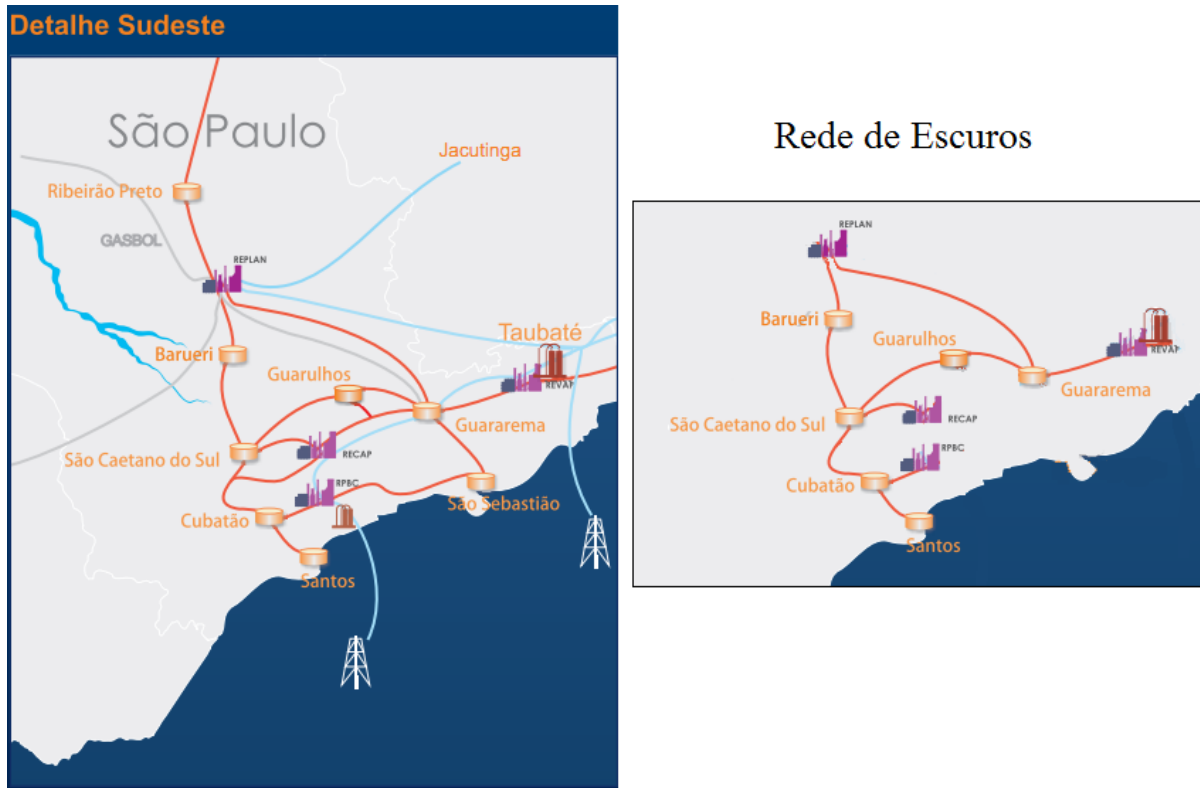 Detalhe Sudeste
São Paulo
Jacutinga
Ribeirão Preto
GASBOL
REPLAN
Taubaté
Barueri
Guarulhos
REVAP
Guararema
São Caetano do Sul
RECAP
RPBC
São Sebastião
Cubatão
Santos
Rede de Escuros
REPLAN
Barueri
Guarulhos
REVAP
Guararema
São Caetano do Sul
RECAP
RPBC
Cubatão
Santos